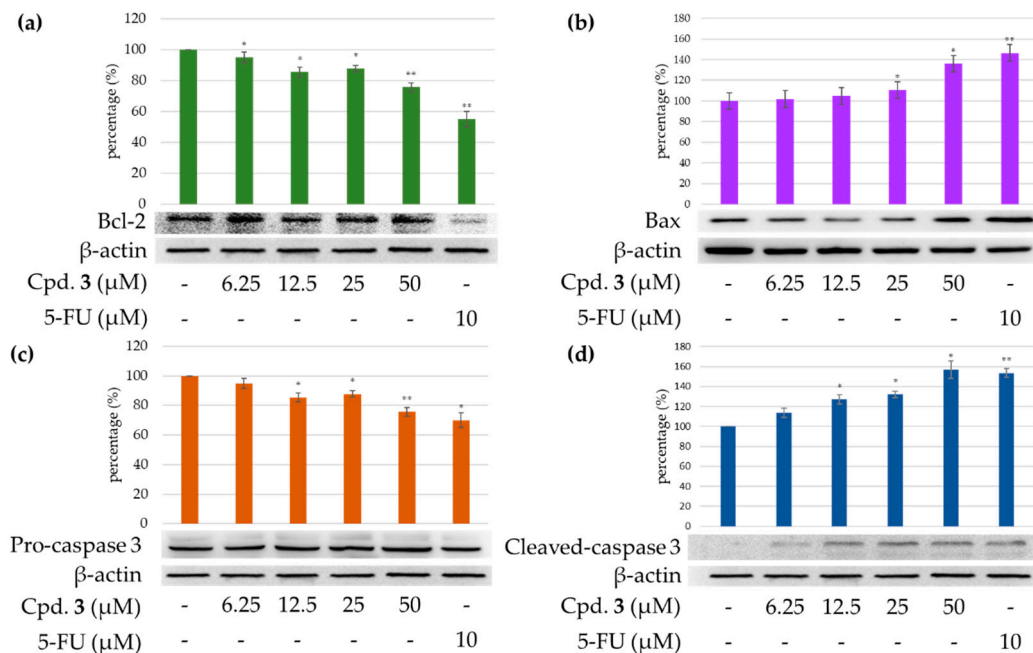 (a)
percentage (%)
120
100
80
60
40
20
0
* * * ** **
Bcl-2
β-actin
Cpd. 3 (µM) - 6.25 12.5 25 50 -
5-FU (µM) - - - - - 10
(b)
percentage (%)
180
160
140
120
100
80
60
40
20
0
* * **
Bax
β-actin
Cpd. 3 (µM) - 6.25 12.5 25 50 -
5-FU (µM) - - - - - 10
(c)
percentage (%)
120
100
80
60
40
20
0
* * ** *
Pro-caspase 3
β-actin
Cpd. 3 (µM) - 6.25 12.5 25 50 -
5-FU (µM) - - - - - 10
(d)
percentage (%)
180
160
140
120
100
80
60
40
20
0
* * * **
Cleaved-caspase 3
β-actin
Cpd. 3 (µM) - 6.25 12.5 25 50 -
5-FU (µM) - - - - - 10